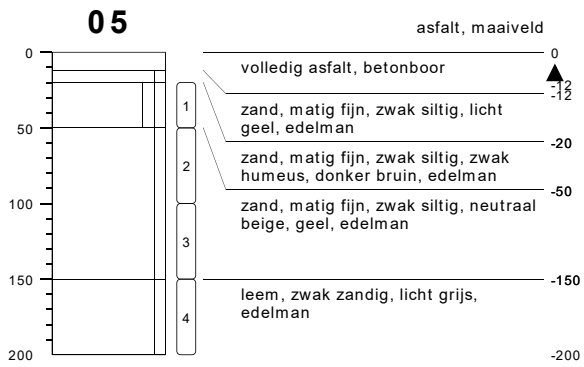 05
asfalt, maaiveld
0
0
volledig asfalt, betonboor
-12
-12
zand, matig fijn, zwak siltig, licht
geel, edelman
1
-20
50
zand, matig fijn, zwak siltig, zwak
humeus, donker bruin, edelman
2
-50
100
zand, matig fijn, zwak siltig, neutraal
beige, geel, edelman
3
150
-150
leem, zwak zandig, licht grijs,
edelman
4
200
-200